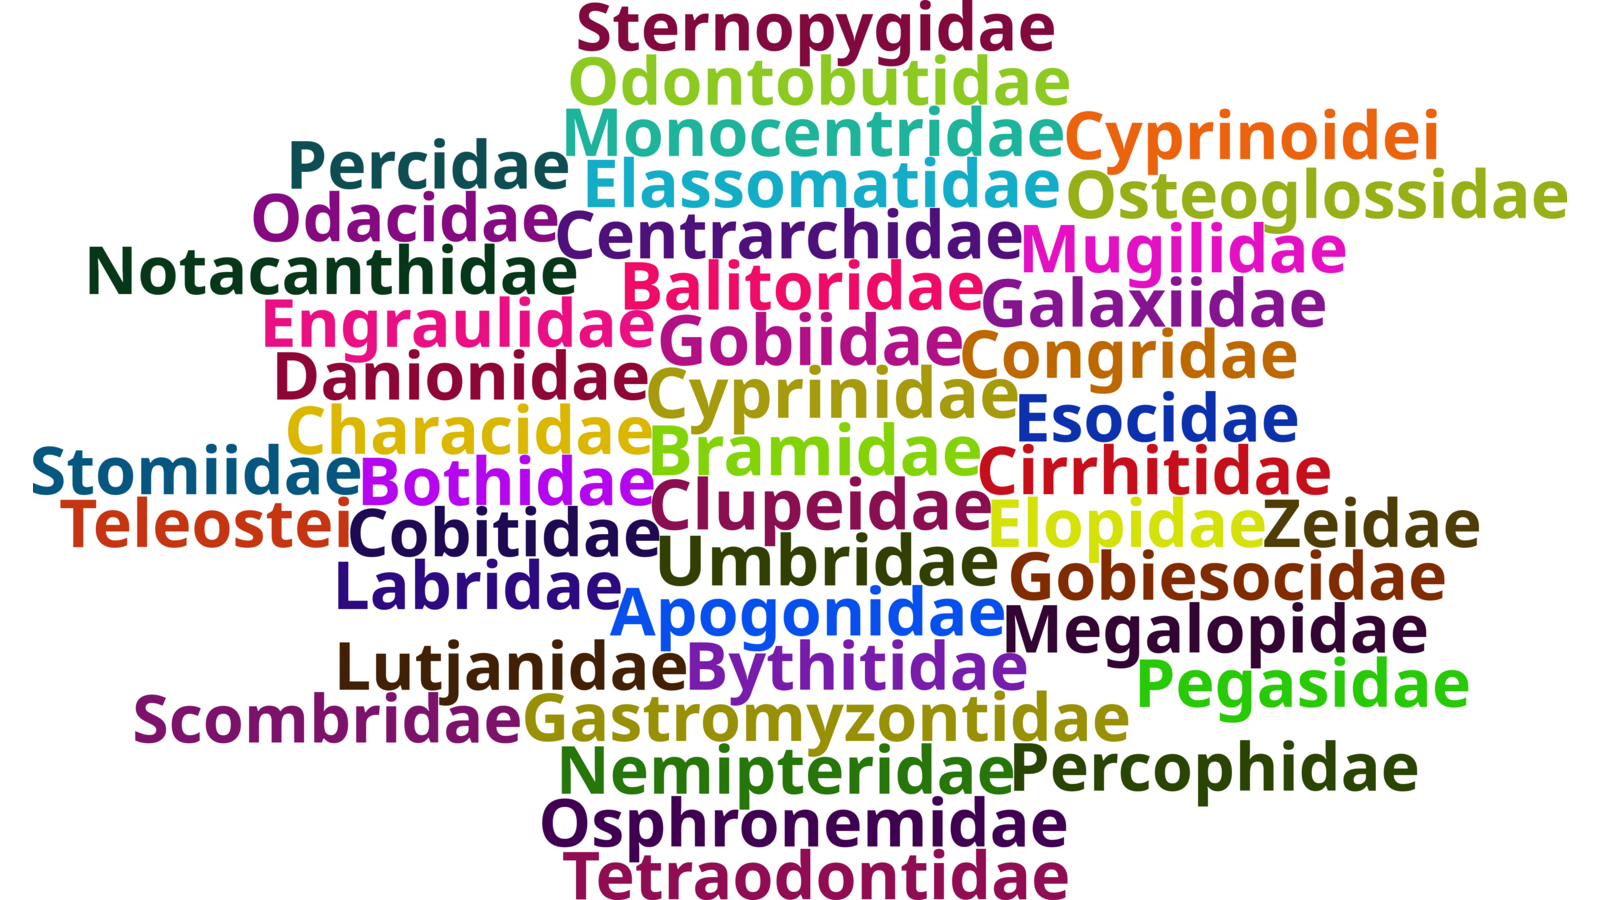 Sternopygidae
Odontobutidae
Monocentridae Cyprinoidei
Percidae Elassomatidae Osteoglossidae
Odacidae Centrarchidae Mugilidae
Notacanthidae Balitoridae Galaxiidae
Engraulidae Gobiidae Congridae
Danionidae Cyprinidae Esocidae
Characidae Bramidae Cirrhitidae
Stomiidae Bothidae Clupeidae Elopidae Zeidae
Teleostei Cobitidae Umbridae Gobiesocidae
Labridae Apogonidae Megalopidae
Lutjanidae Bythitidae Pegasidae
Scombridae Gastromyzontidae
Nemipteridae Percophidae
Osphronemidae
Tetraodontidae